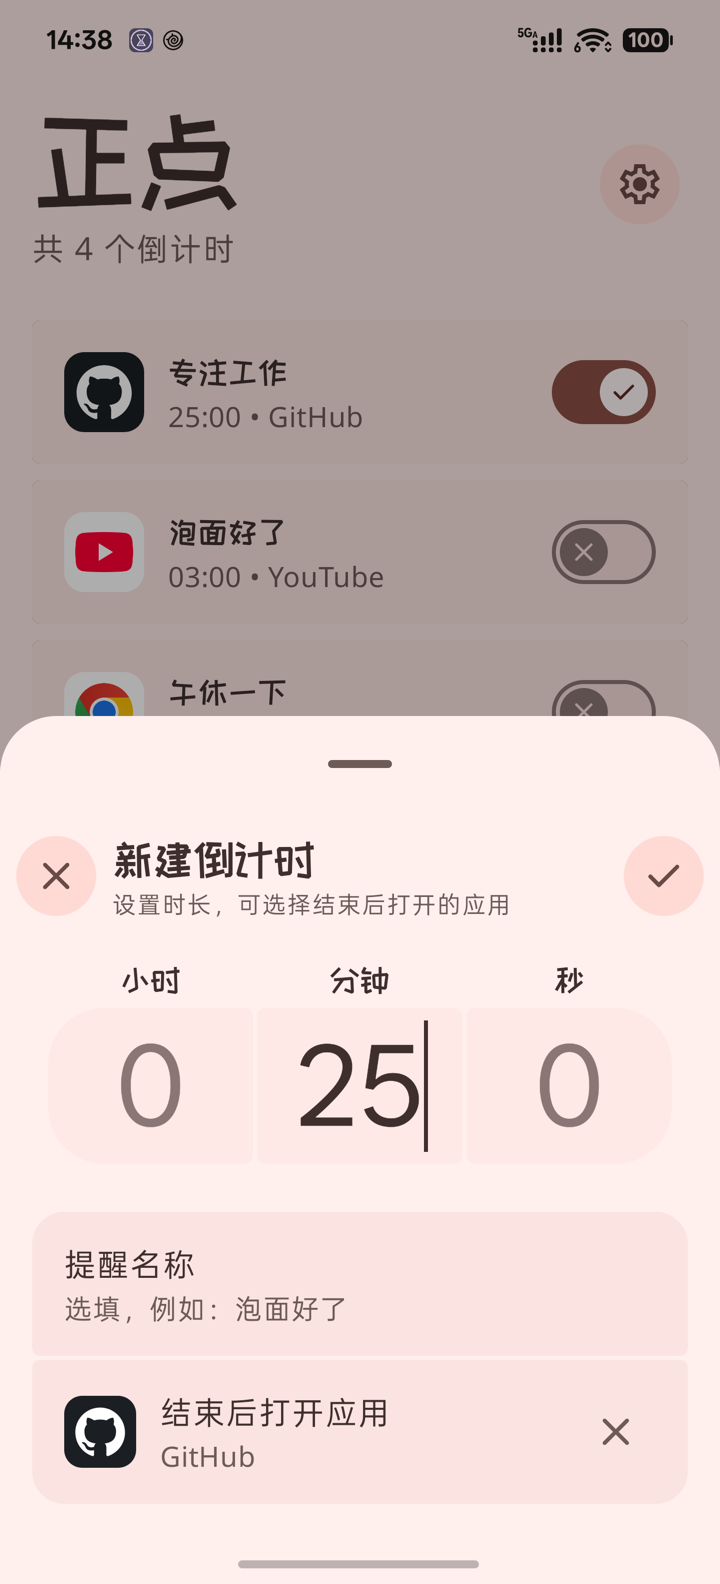 14:38
5GA
6
100
正点
共 4 个倒计时
专注工作
25:00 • GitHub
泡面好了
03:00 • YouTube
午休一下
新建倒计时
设置时长，可选择结束后打开的应用
小时
分钟
秒
0
25
0
提醒名称
选填，例如：泡面好了
结束后打开应用
GitHub